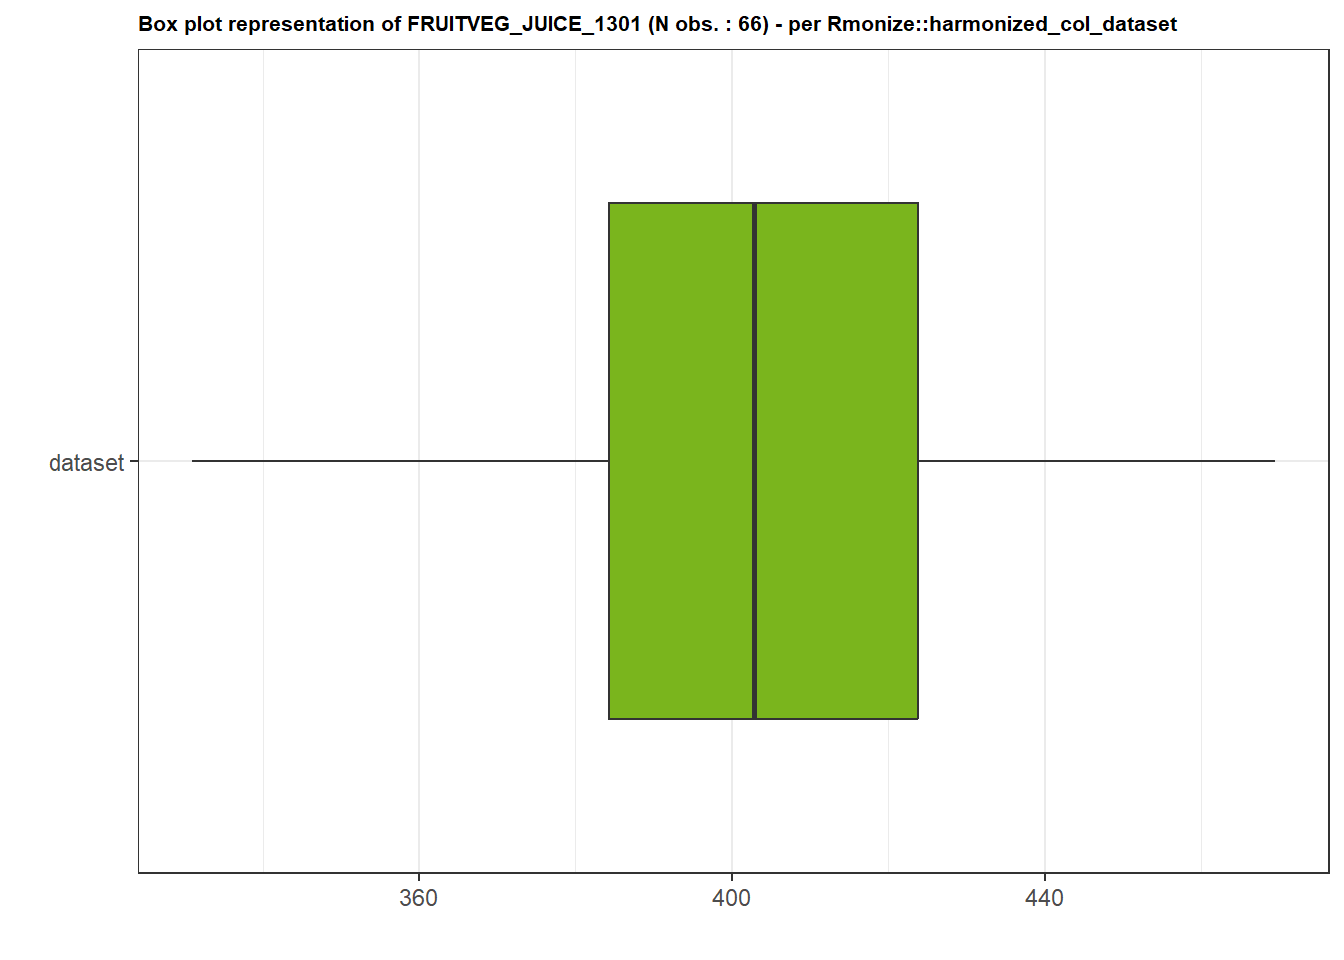 Box plot representation of FRUITVEG_JUICE_1301 (N obs. : 66) - per Rmonize::harmonized_col_dataset
dataset
360 400 440